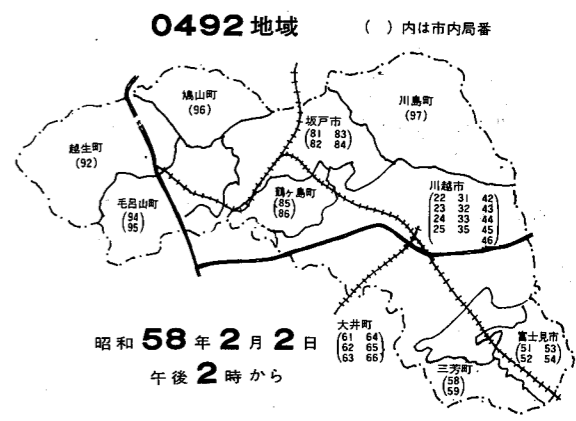 0492地域
( )内は市内局番
鳩山町
(96)
越生町
(92)
毛呂山町
(94
95)
坂戸市
(81 83
82 84)
川島町
(97)
鶴ヶ島町
(85
86)
川越市
(22 31 42
23 32 43
24 33 44
25 35 45
46)
大井町
(61 64
62 65
63 66)
三芳町
(58
59)
富士見市
(51 53
52 54)
昭和58年2月2日
午後2時から